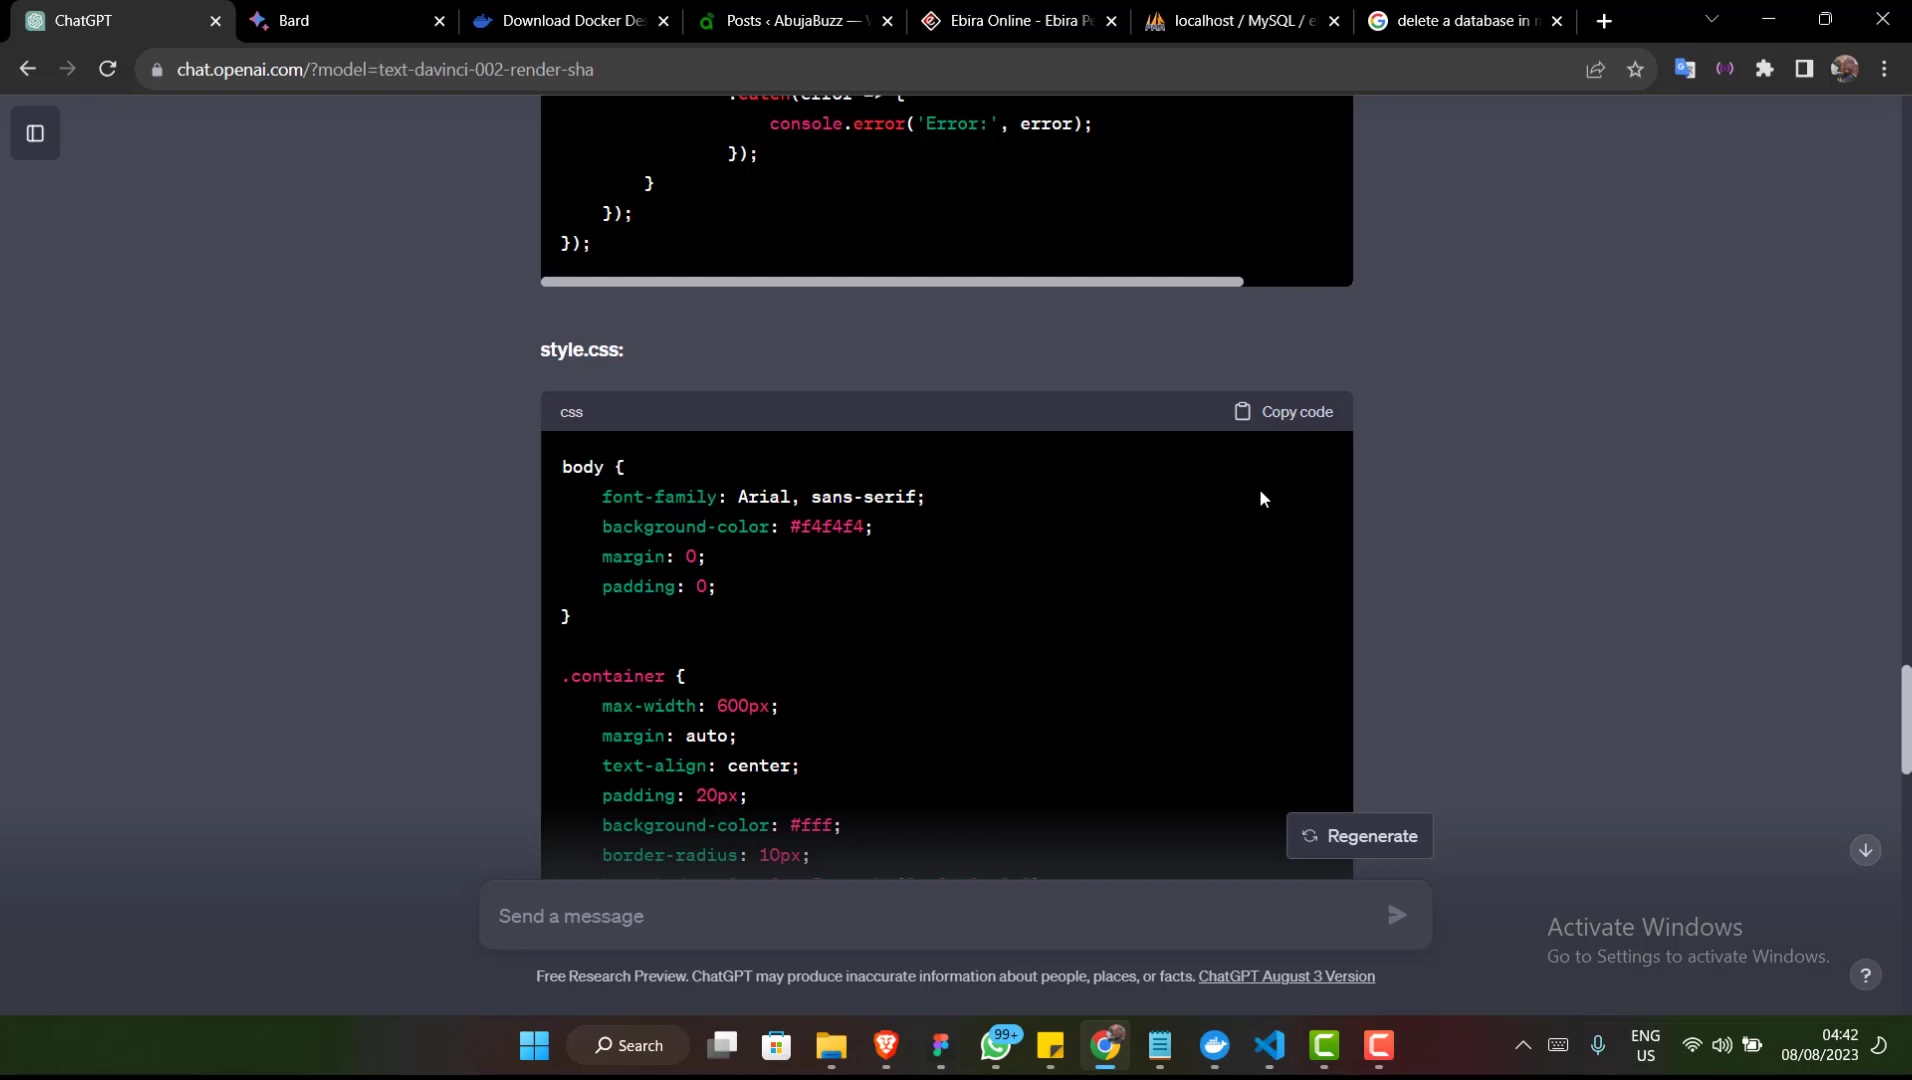 ChatGPT
Bard
Download Docker Des
Posts ‹ AbujaBuzz —
Ebira Online - Ebira Pe
localhost / MySQL / e
delete a database in
chat.openai.com/?model=text-davinci-002-render-sha
.catch(error => {
console.error('Error:', error);
});
}
});
});
style.css:
css
Copy code
body {
font-family: Arial, sans-serif;
background-color: #f4f4f4;
margin: 0;
padding: 0;
}
.container {
max-width: 600px;
margin: auto;
text-align: center;
padding: 20px;
background-color: #fff;
border-radius: 10px;
Regenerate
Send a message
Activate Windows
Go to Settings to activate Windows.
Free Research Preview. ChatGPT may produce inaccurate information about people, places, or facts. ChatGPT August 3 Version
?
Search
99+
ENG
US
04:42
08/08/2023